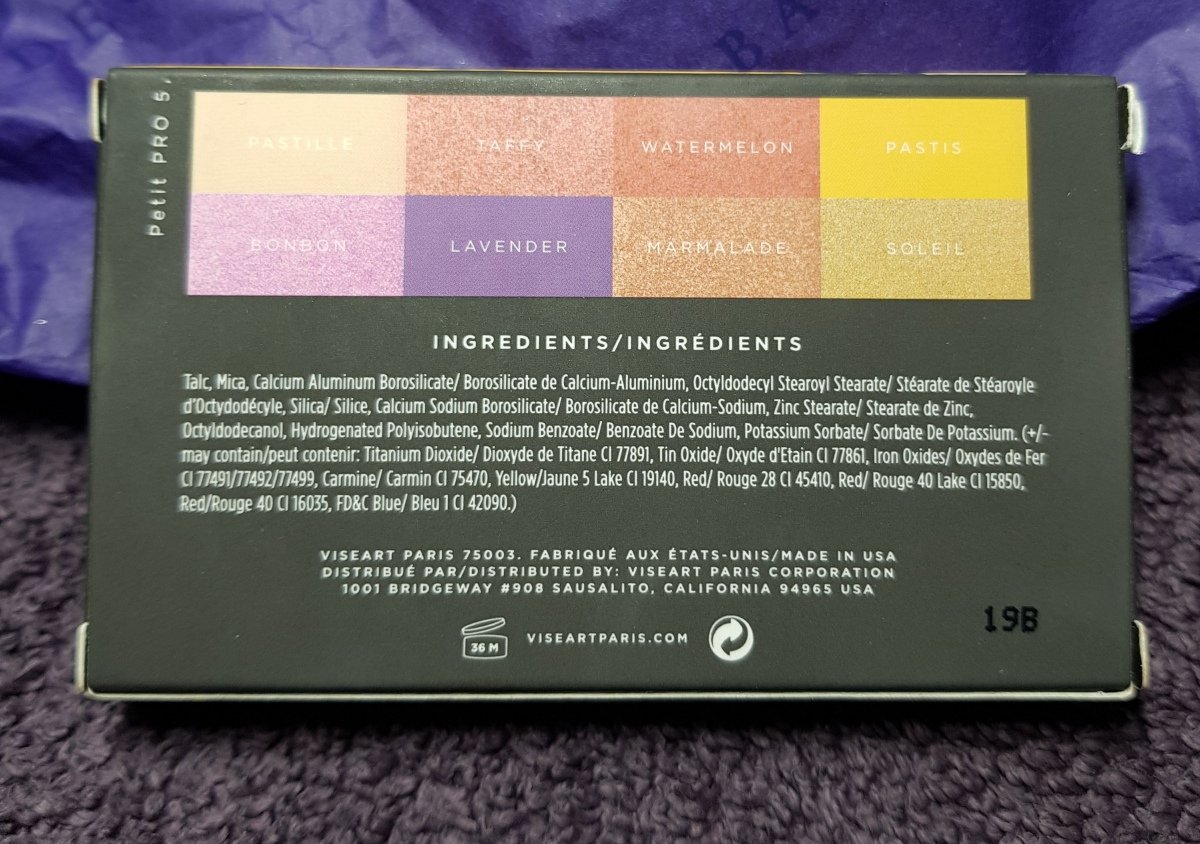 BA
Petit PRO 5
PASTILLE TAFFY WATERMELON PASTIS
BONBON LAVENDER MARMALADE SOLEIL
INGREDIENTS/INGRÉDIENTS
Talc, Mica, Calcium Aluminum Borosilicate/ Borosilicate de Calcium-Aluminium, Octyldodecyl Stearoyl Stearate/ Stéarate de Stéaroyle
d'Octydodécyle, Silica/ Silice, Calcium Sodium Borosilicate/ Borosilicate de Calcium-Sodium, Zinc Stearate/ Stearate de Zinc,
Octyldodecanol, Hydrogenated Polyisobutene, Sodium Benzoate/ Benzoate De Sodium, Potassium Sorbate/ Sorbate De Potassium. (+/-
may contain/peut contenir: Titanium Dioxide/ Dioxyde de Titane CI 77891, Tin Oxide/ Oxyde d'Etain CI 77861, Iron Oxides/ Oxydes de Fer
CI 77491/77492/77499, Carmine/ Carmin CI 75470, Yellow/Jaune 5 Lake CI 19140, Red/ Rouge 28 CI 45410, Red/ Rouge 40 Lake CI 15850,
Red/Rouge 40 CI 16035, FD&C Blue/ Bleu 1 CI 42090.)
VISEART PARIS 75003. FABRIQUÉ AUX ÉTATS-UNIS/MADE IN USA
DISTRIBUÉ PAR/DISTRIBUTED BY: VISEART PARIS CORPORATION
1001 BRIDGEWAY #908 SAUSALITO, CALIFORNIA 94965 USA
36 M VISEARTPARIS.COM
19B